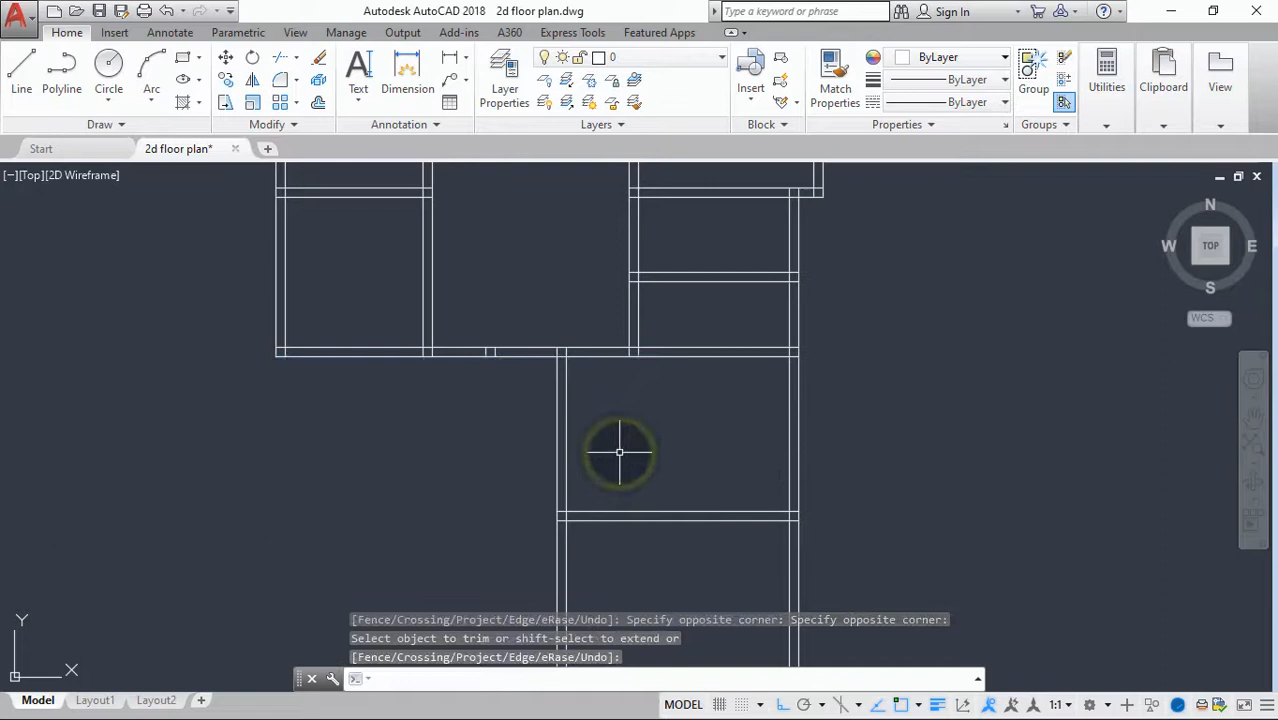 Autodesk AutoCAD 2018 2d floor plan.dwg
Type a keyword or phrase
Sign In
Home Insert Annotate Parametric View Manage Output Add-ins A360 Express Tools Featured Apps
0
ByLayer
ByLayer
ByLayer
Line Polyline Circle Arc
Text Dimension
Layer
Properties
Insert
Match
Properties
Group
Utilities
Clipboard
View
Draw
Modify
Annotation
Layers
Block
Properties
Groups
Start
2d floor plan*
[−][Top][2D Wireframe]
N
W
TOP
E
S
WCS
[Fence/Crossing/Project/Edge/eRase/Undo]: Specify opposite corner: Specify opposite corner:
Select object to trim or shift-select to extend or
[Fence/Crossing/Project/Edge/eRase/Undo]:
Y
X
Model Layout1 Layout2
MODEL
1:1